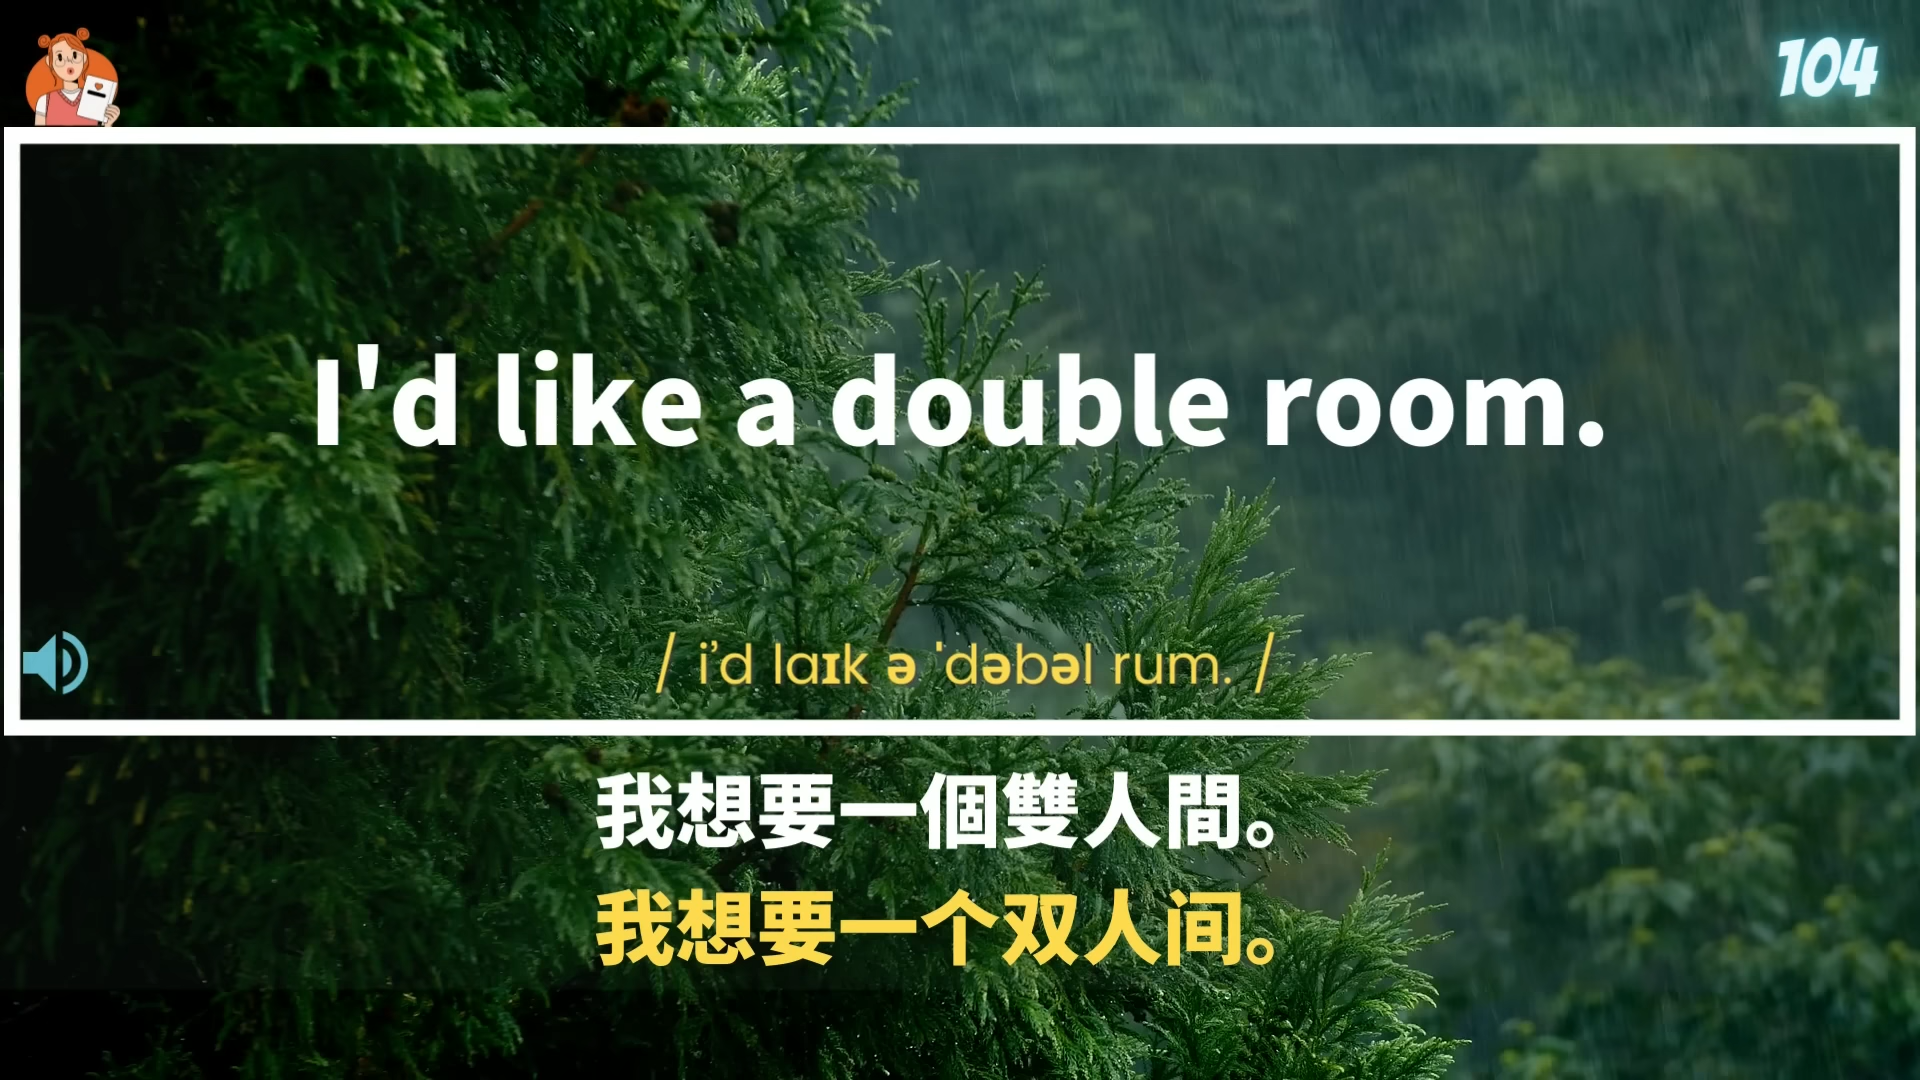 104
I'd like a double room.
/ i’d laɪk ə ˈdəbəl rum. /
我想要一個雙人間。
我想要一个双人间。